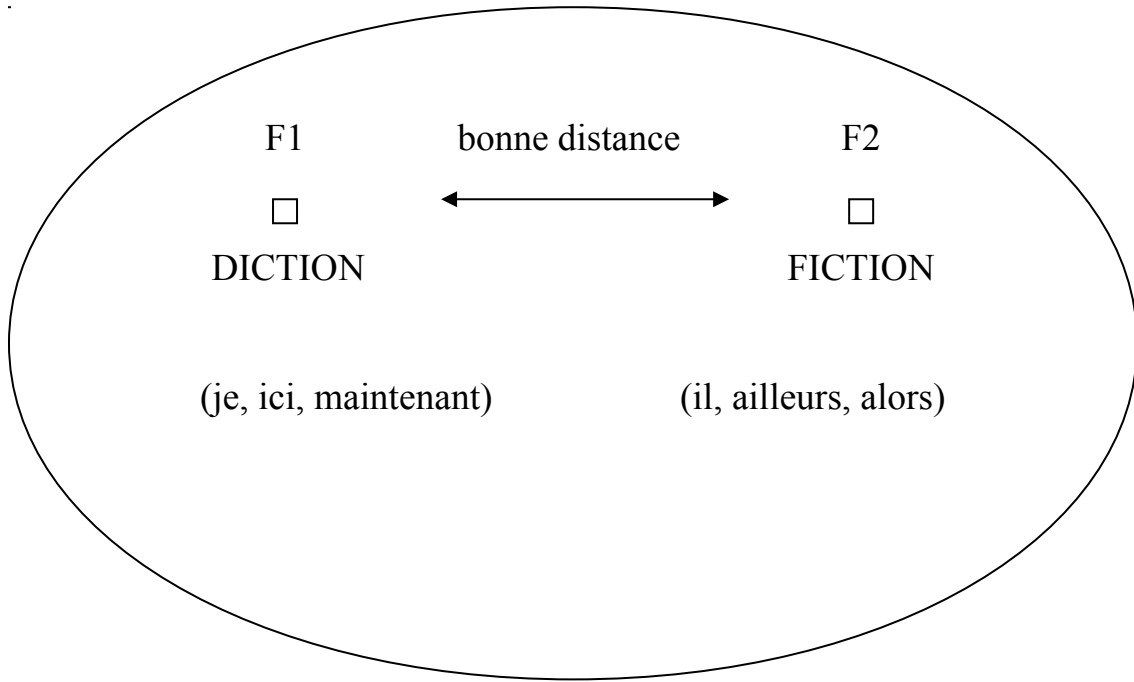 F1 bonne distance F2
DICTION FICTION
(je, ici, maintenant) (il, ailleurs, alors)